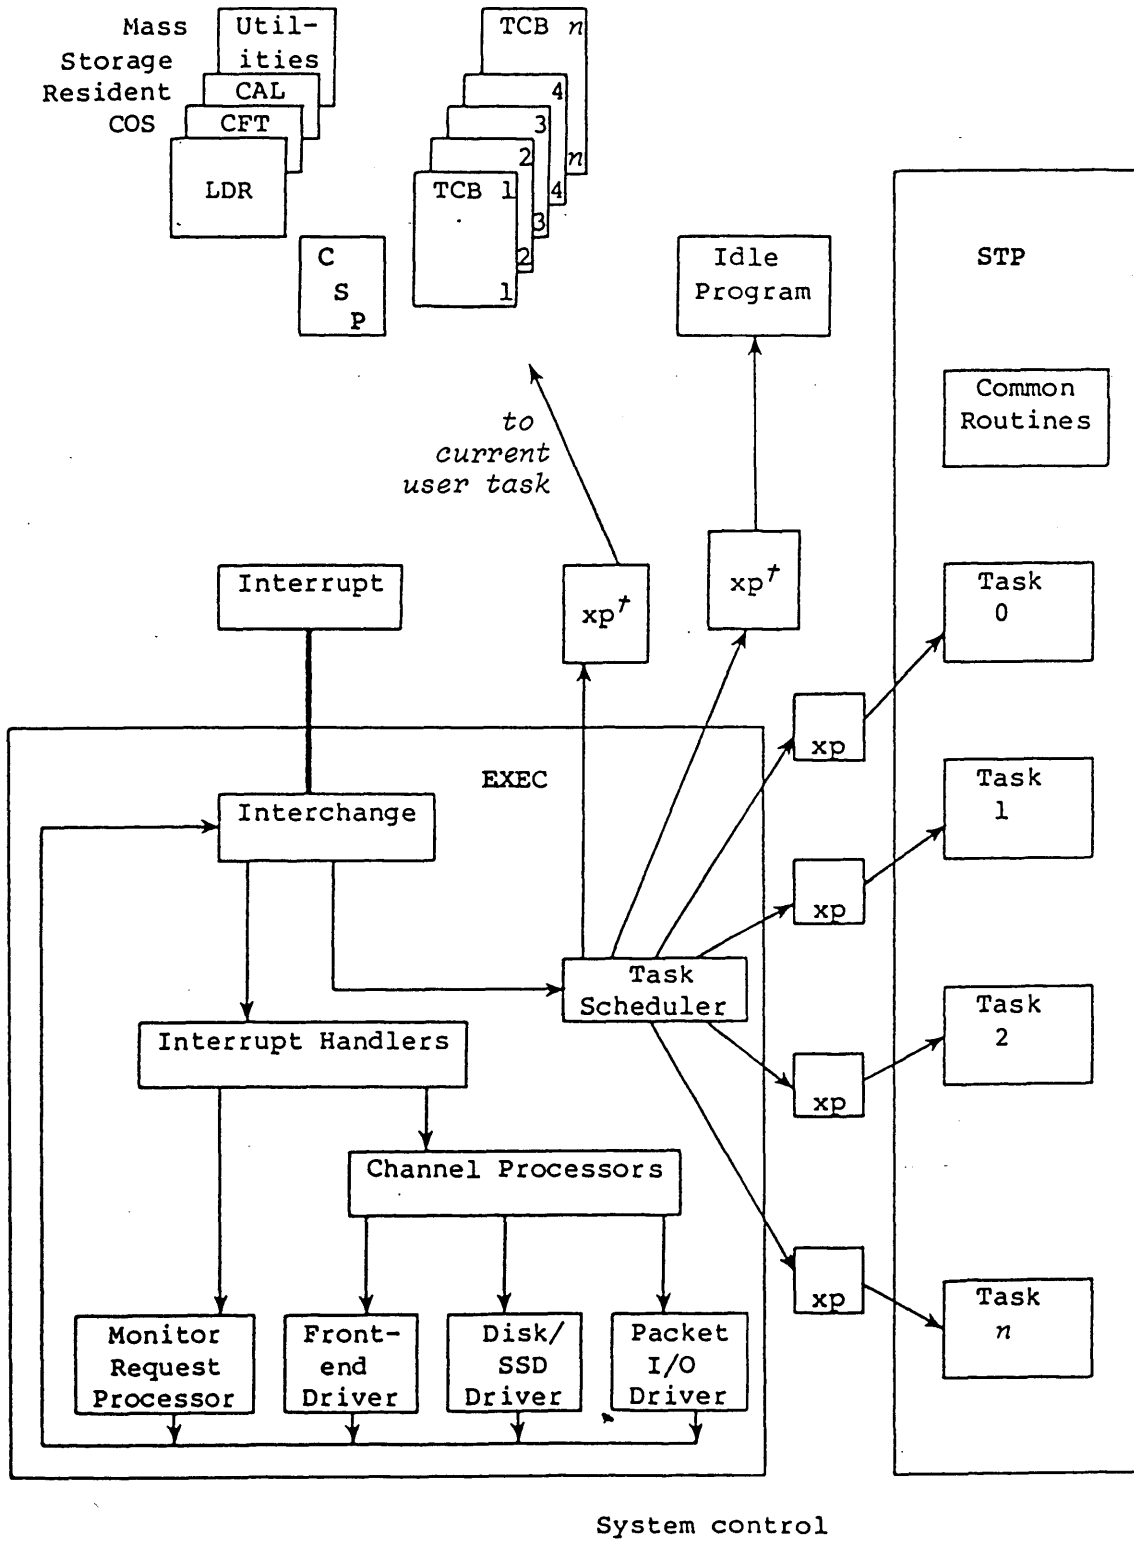 Mass
Storage
Resident
COS
Util-
ities
CAL
CFT
LDR
C
S
P
TCB n
4
3
2
TCB 1
n
4
3
2
1
Idle
Program
STP
Common
Routines
to
current
user task
xp†
xp†
Interrupt
Task
0
xp
EXEC
Interchange
Task
1
xp
Task
Scheduler
Task
2
xp
Interrupt Handlers
Channel Processors
xp
Task
n
Monitor
Request
Processor
Front-
end
Driver
Disk/
SSD
Driver
Packet
I/O
Driver
System control